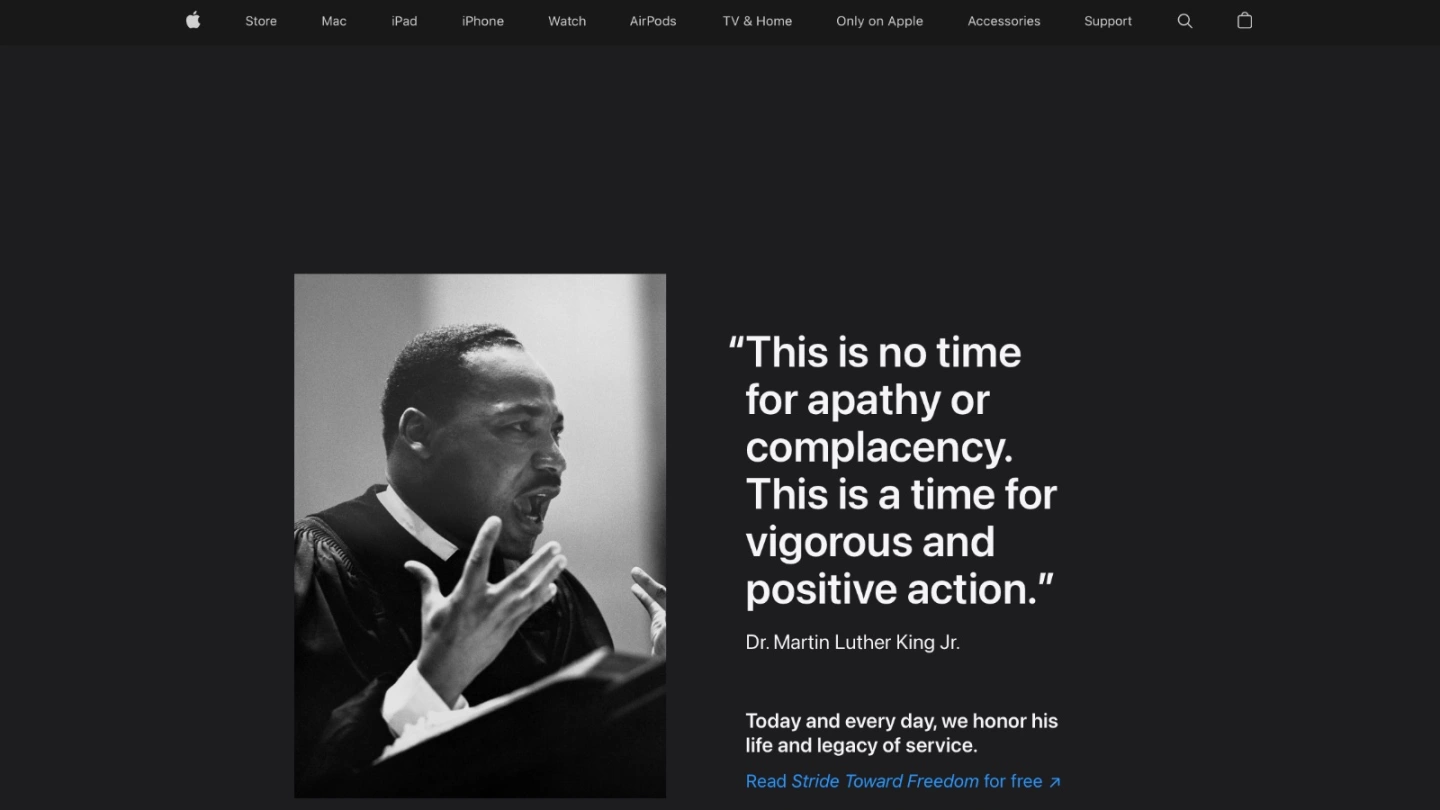 Store Mac iPad iPhone Watch AirPods TV & Home Only on Apple Accessories Support
“This is no time
for apathy or
complacency.
This is a time for
vigorous and
positive action.”
Dr. Martin Luther King Jr.
Today and every day, we honor his
life and legacy of service.
Read Stride Toward Freedom for free ↗